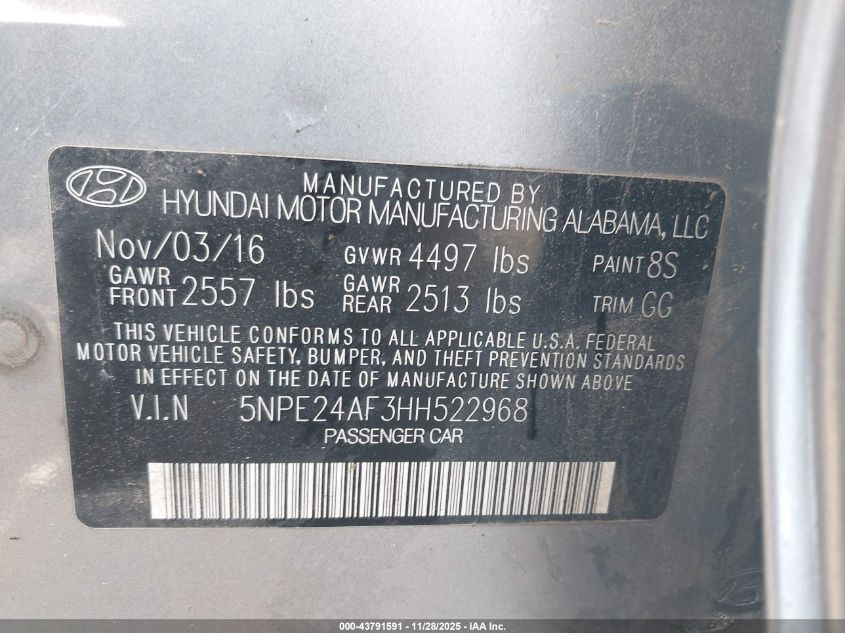 MANUFACTURED BY
HYUNDAI MOTOR MANUFACTURING ALABAMA, LLC
Nov/03/16 GVWR 4497 lbs PAINT 8S
GAWR FRONT 2557 lbs GAWR REAR 2513 lbs TRIM GG
THIS VEHICLE CONFORMS TO ALL APPLICABLE U.S.A. FEDERAL
MOTOR VEHICLE SAFETY, BUMPER, AND THEFT PREVENTION STANDARDS
IN EFFECT ON THE DATE OF MANUFACTURE SHOWN ABOVE
V.I.N 5NPE24AF3HH522968
PASSENGER CAR
000-43791591 | 11/28/2025 - IAA Inc.